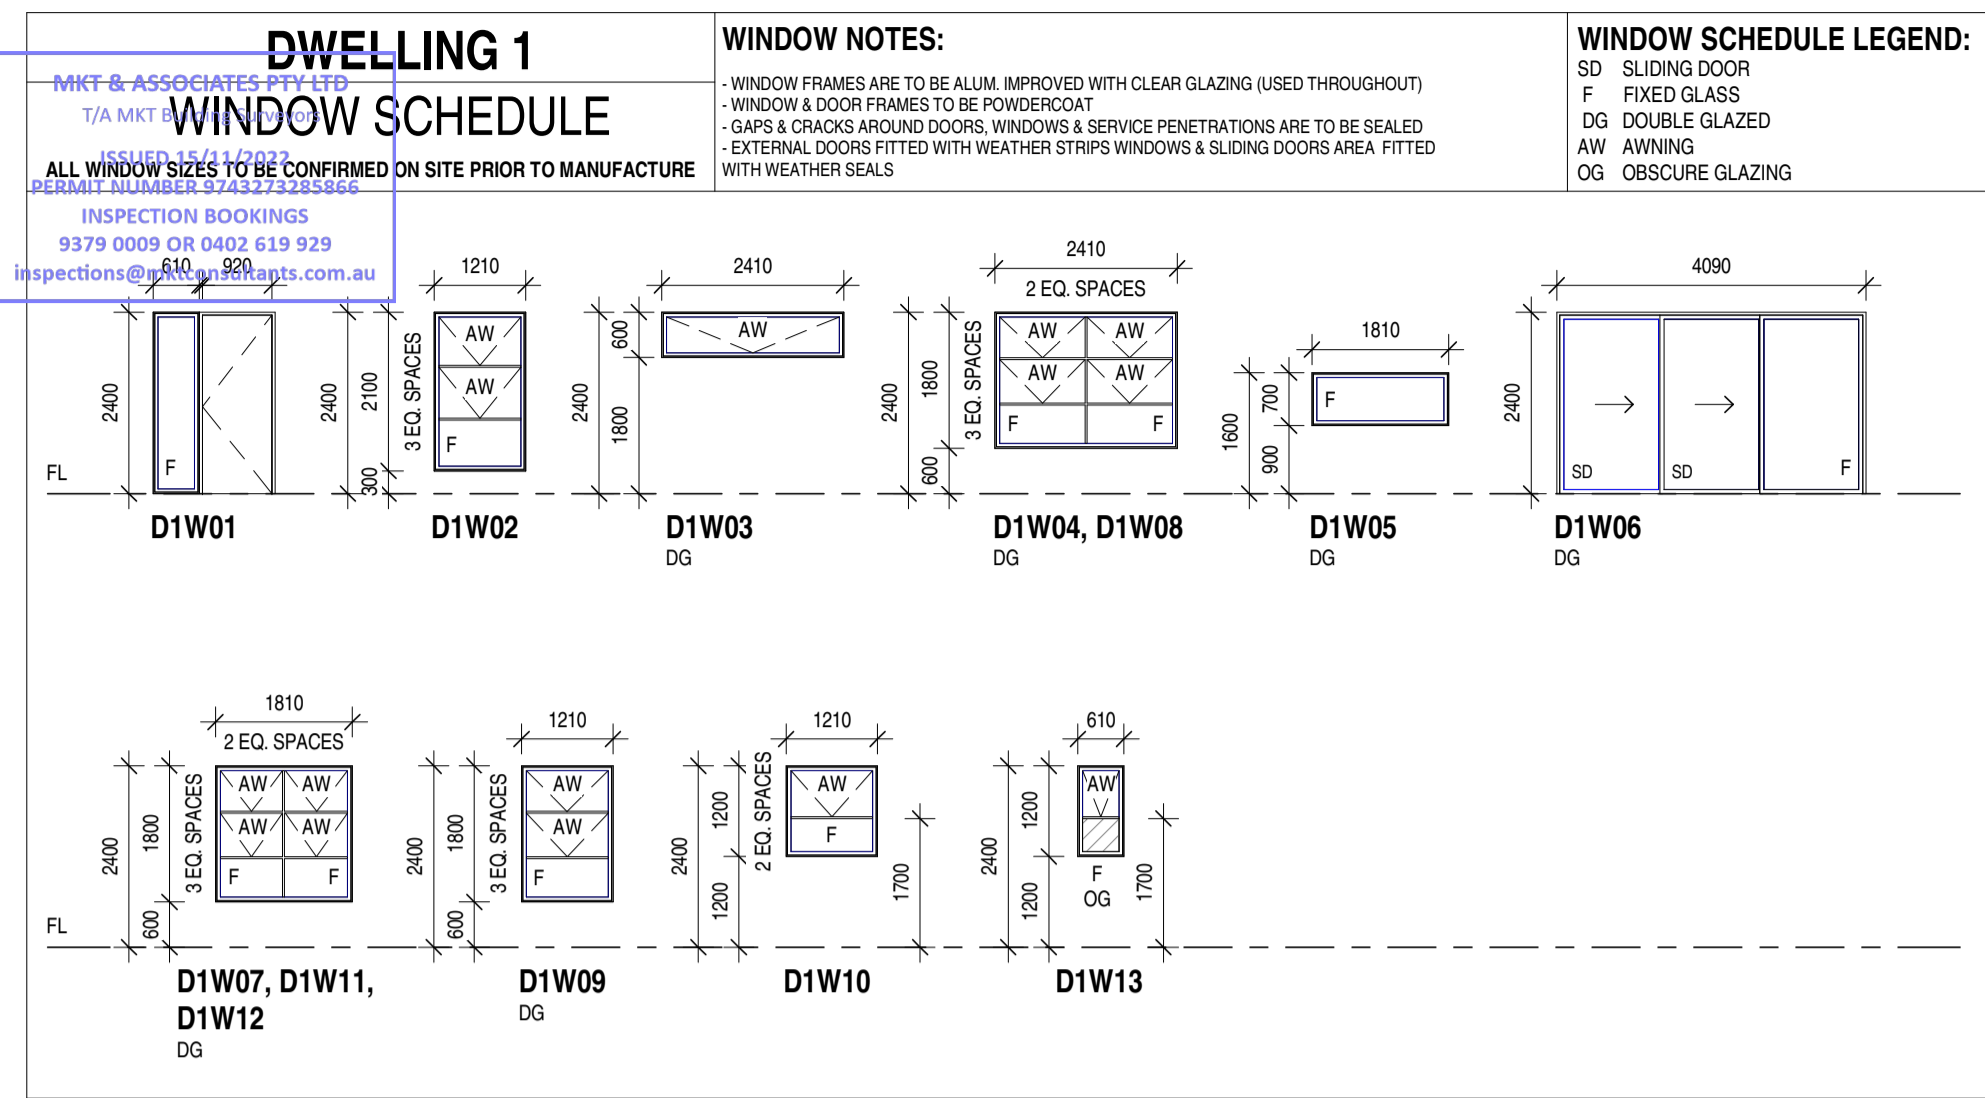 DWELLING 1
WINDOW SCHEDULE
ALL WINDOW SIZES TO BE CONFIRMED ON SITE PRIOR TO MANUFACTURE
MKT & ASSOCIATES PTY LTD
T/A MKT Building Surveyors
ISSUED 15/11/2022
PERMIT NUMBER 9743273285866
INSPECTION BOOKINGS
9379 0009 OR 0402 619 929
inspections@mktconsultants.com.au
WINDOW NOTES:
- WINDOW FRAMES ARE TO BE ALUM. IMPROVED WITH CLEAR GLAZING (USED THROUGHOUT)
- WINDOW & DOOR FRAMES TO BE POWDERCOAT
- GAPS & CRACKS AROUND DOORS, WINDOWS & SERVICE PENETRATIONS ARE TO BE SEALED
- EXTERNAL DOORS FITTED WITH WEATHER STRIPS WINDOWS & SLIDING DOORS AREA FITTED
WITH WEATHER SEALS
WINDOW SCHEDULE LEGEND:
SD SLIDING DOOR
F FIXED GLASS
DG DOUBLE GLAZED
AW AWNING
OG OBSCURE GLAZING
FL
610 920
2400
F
D1W01
1210
2400
2100
300
3 EQ. SPACES
AW
AW
F
D1W02
2410
2400
600
1800
AW
D1W03
DG
2410
2 EQ. SPACES
2400
1800
600
3 EQ. SPACES
AW AW
AW AW
F F
D1W04, D1W08
DG
1810
1600
700
900
F
D1W05
DG
4090
2400
SD SD F
D1W06
DG
FL
1810
2 EQ. SPACES
2400
1800
600
3 EQ. SPACES
AW AW
AW AW
F F
D1W07, D1W11,
D1W12
DG
1210
2400
1800
600
3 EQ. SPACES
AW
AW
F
D1W09
DG
1210
2400
1200
1200
2 EQ. SPACES
AW
F
1700
D1W10
610
2400
1200
1200
AW
F
OG
1700
D1W13